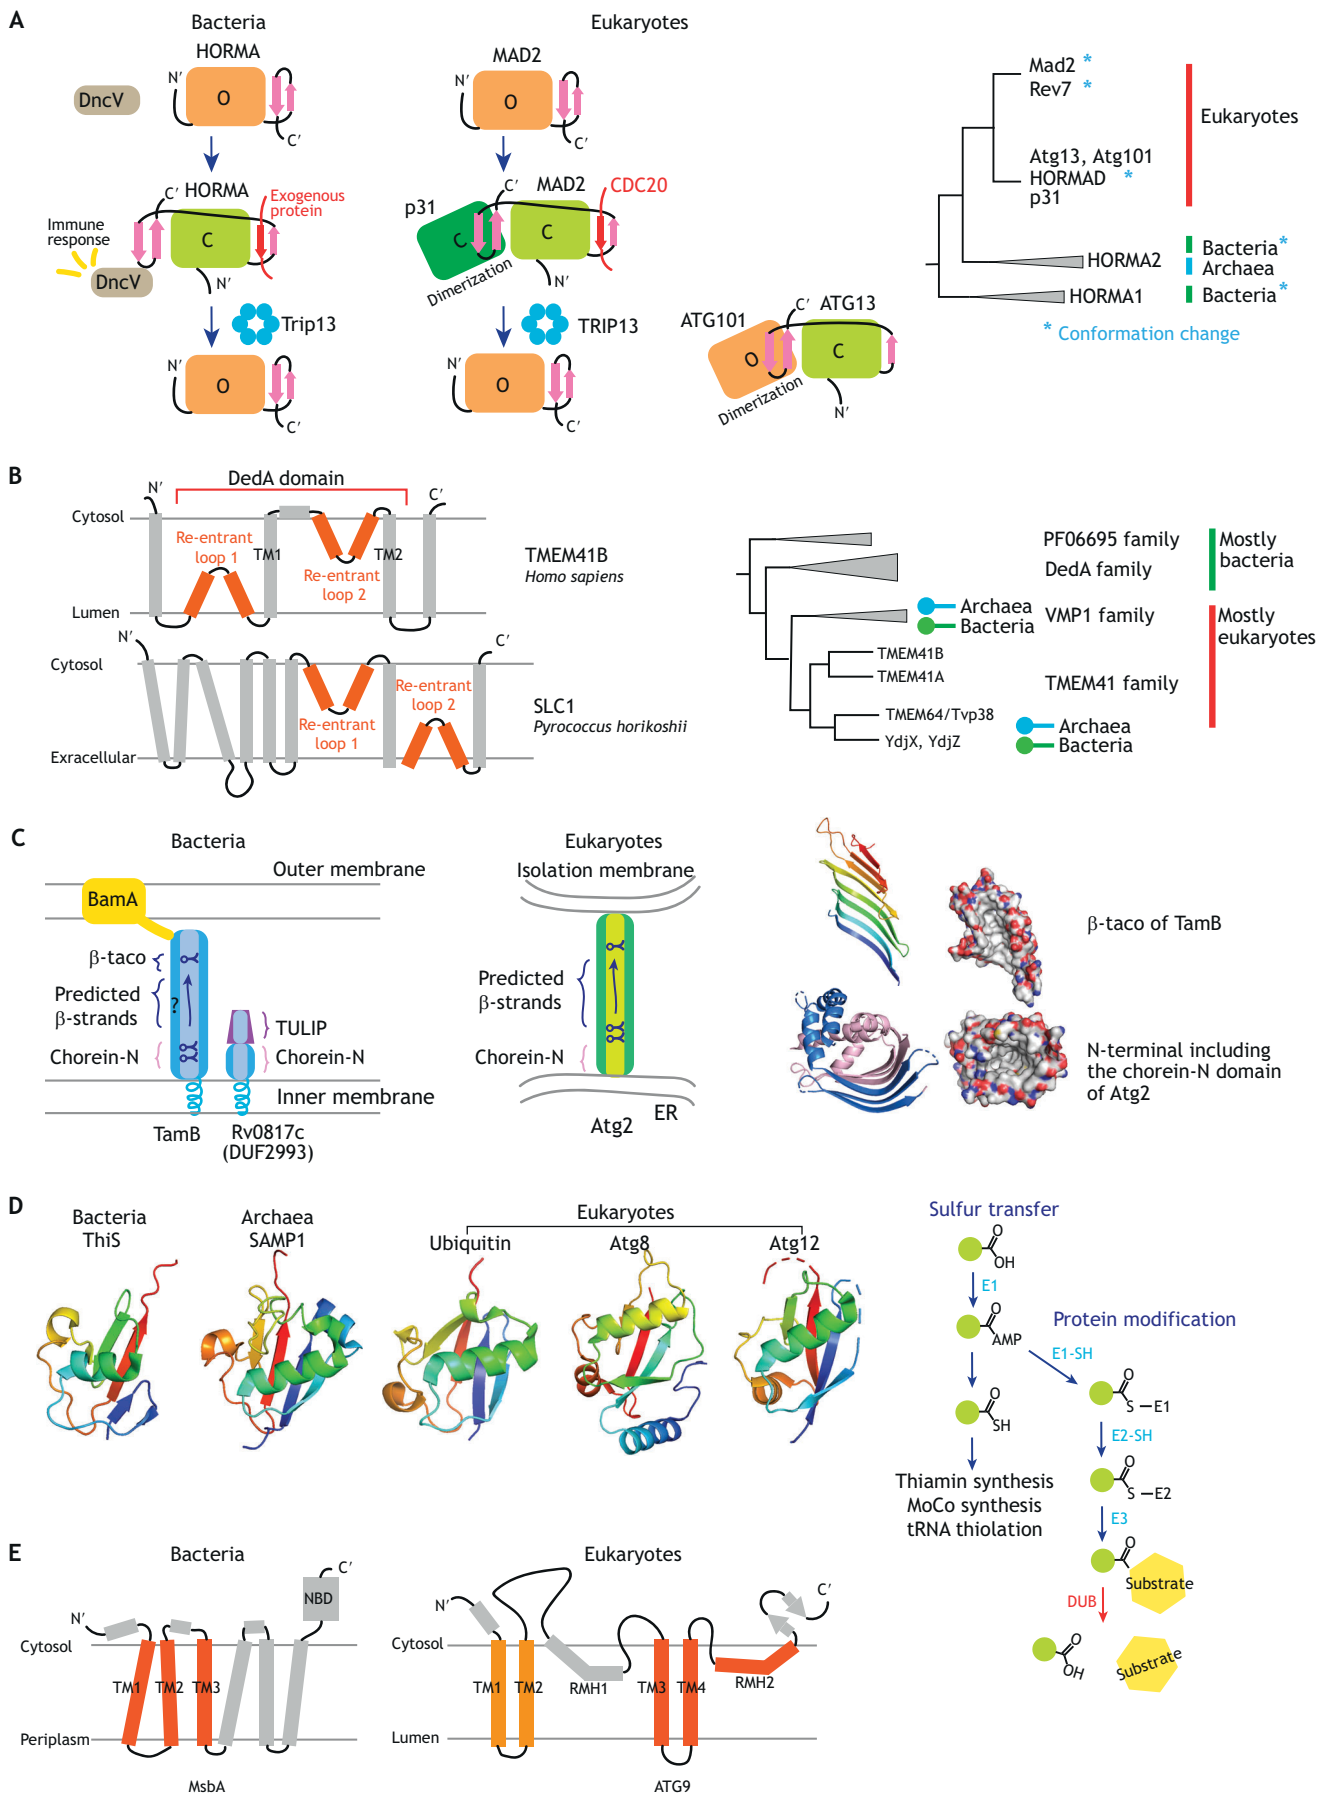 A
Bacteria
Eukaryotes
HORMA
N′
O
C′
DncV
C′
HORMA
Exogenous
protein
Immune
response
C
DncV
N′
Trip13
N′
O
C′
MAD2
N′
O
C′
C′
MAD2
CDC20
p31
C
C
Dimerization
N′
TRIP13
N′
O
C′
C′
ATG13
ATG101
O
C
Dimerization
N′
Mad2 *
Rev7 *
Atg13, Atg101
HORMAD *
p31
Eukaryotes
HORMA2
Bacteria*
Archaea
HORMA1
Bacteria*
* Conformation change
B
DedA domain
N′
C′
Cytosol
Re-entrant
loop 1
TM1
TM2
Re-entrant
loop 2
Lumen
TMEM41B
Homo sapiens
N′
C′
Cytosol
Re-entrant
loop 1
Re-entrant
loop 2
Extracellular
SLC1
Pyrococcus horikoshii
PF06695 family
DedA family
Mostly
bacteria
Archaea
Bacteria
VMP1 family
Mostly
eukaryotes
TMEM41B
TMEM41A
TMEM41 family
TMEM64/Tvp38
YdjX, YdjZ
Archaea
Bacteria
C
Bacteria
Outer membrane
BamA
β-taco
Predicted
β-strands
?
Chorein-N
TULIP
Chorein-N
Inner membrane
TamB
Rv0817c
(DUF2993)
Eukaryotes
Isolation membrane
Predicted
β-strands
Chorein-N
ER
Atg2
β-taco of TamB
N-terminal including
the chorein-N domain
of Atg2
D
Bacteria
ThiS
Archaea
SAMP1
Eukaryotes
Ubiquitin
Atg8
Atg12
Sulfur transfer
O
OH
E1
O
AMP
Protein modification
E1-SH
O
SH
O
S —E1
E2-SH
Thiamin synthesis
MoCo synthesis
tRNA thiolation
O
S —E2
E3
O
Substrate
DUB
O
OH
Substrate
E
Bacteria
C′
NBD
N′
Cytosol
TM1
TM2
TM3
Periplasm
MsbA
Eukaryotes
N′
C′
Cytosol
TM1
TM2
RMH1
TM3
TM4
RMH2
Lumen
ATG9